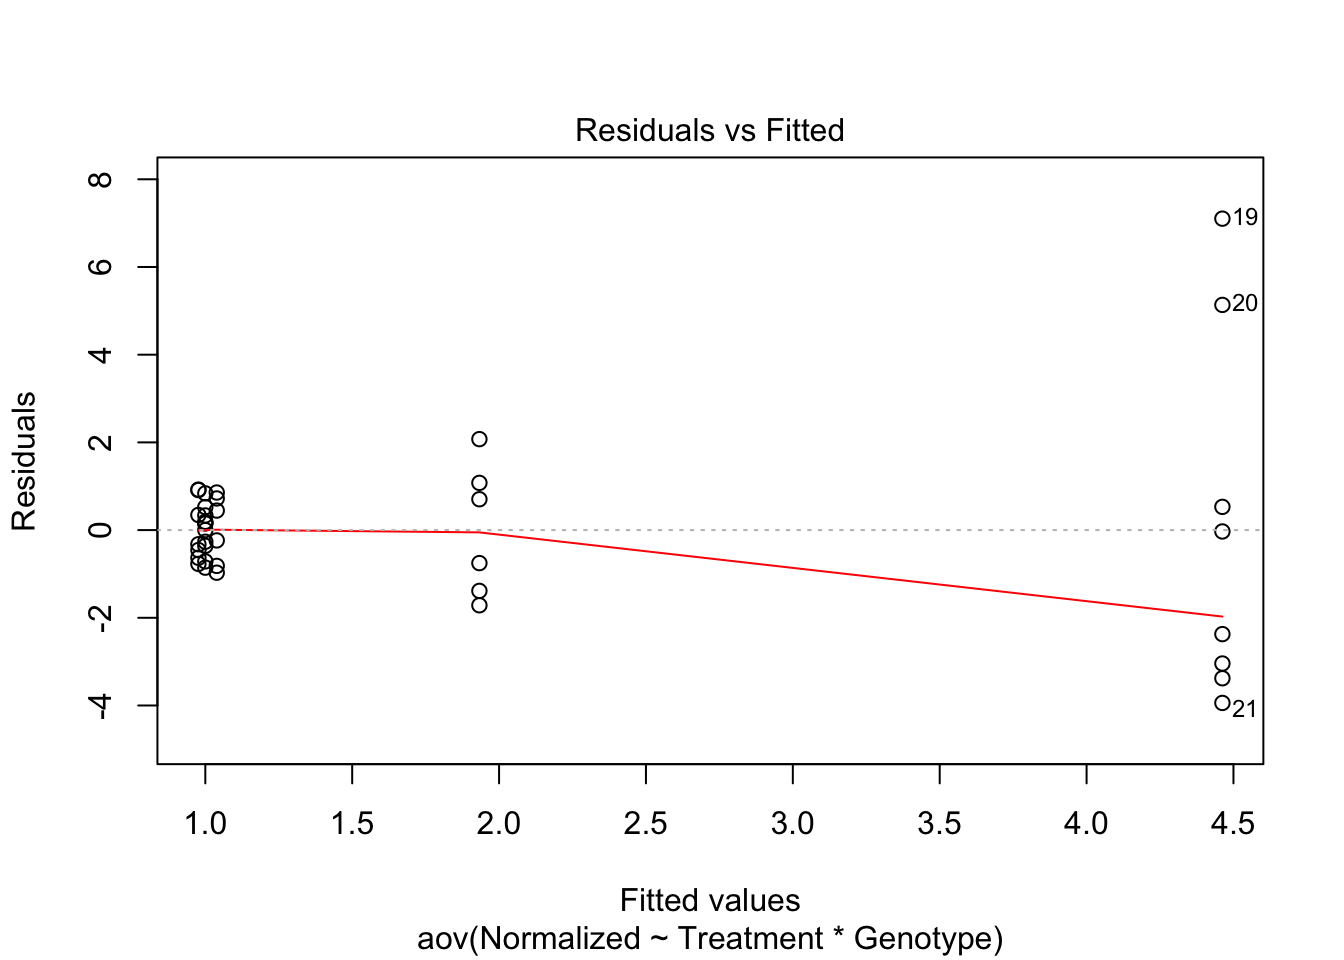 Residuals vs Fitted
8
6
4
2
0
-2
-4
Residuals
19
20
21
1.0 1.5 2.0 2.5 3.0 3.5 4.0 4.5
Fitted values
aov(Normalized ~ Treatment * Genotype)